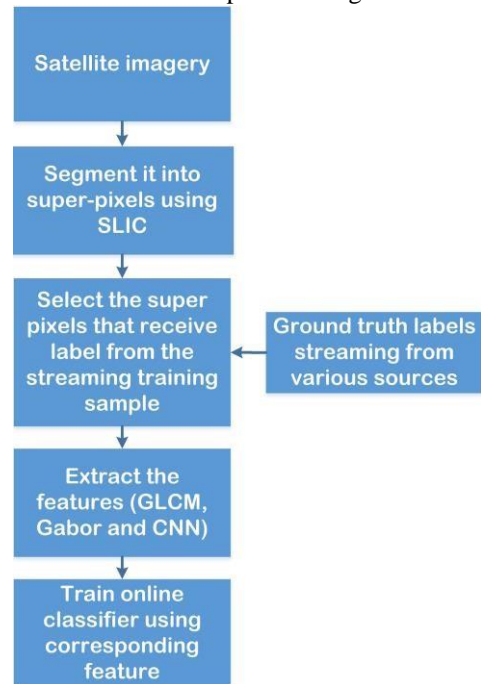 Satellite imagery
Segment it into
super-pixels using
SLIC
Select the super
pixels that receive
label from the
streaming training
sample
Ground truth labels
streaming from
various sources
Extract the
features (GLCM,
Gabor and CNN)
Train online
classifier using
corresponding
feature